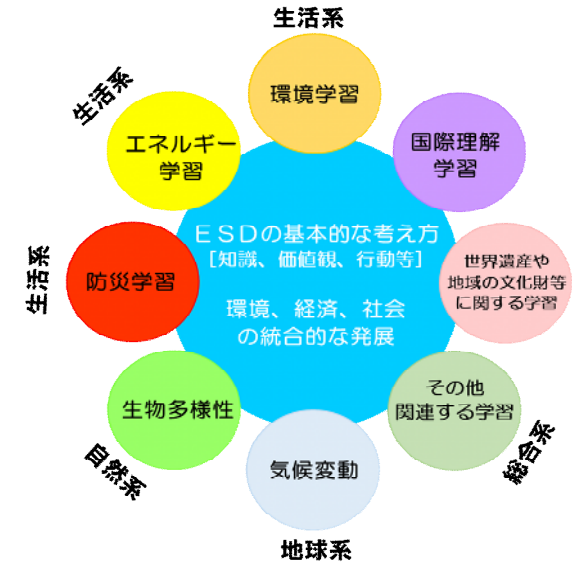 生活系
環境学習
生活系
エネルギー
学習
国際理解
学習
ＥＳＤの基本的な考え方
［知識、価値観、行動等］
環境、経済、社会
の統合的な発展
生活系
防災学習
世界遺産や
地域の文化財等
に関する学習
生物多様性
自然系
その他
関連する学習
総合系
気候変動
地球系